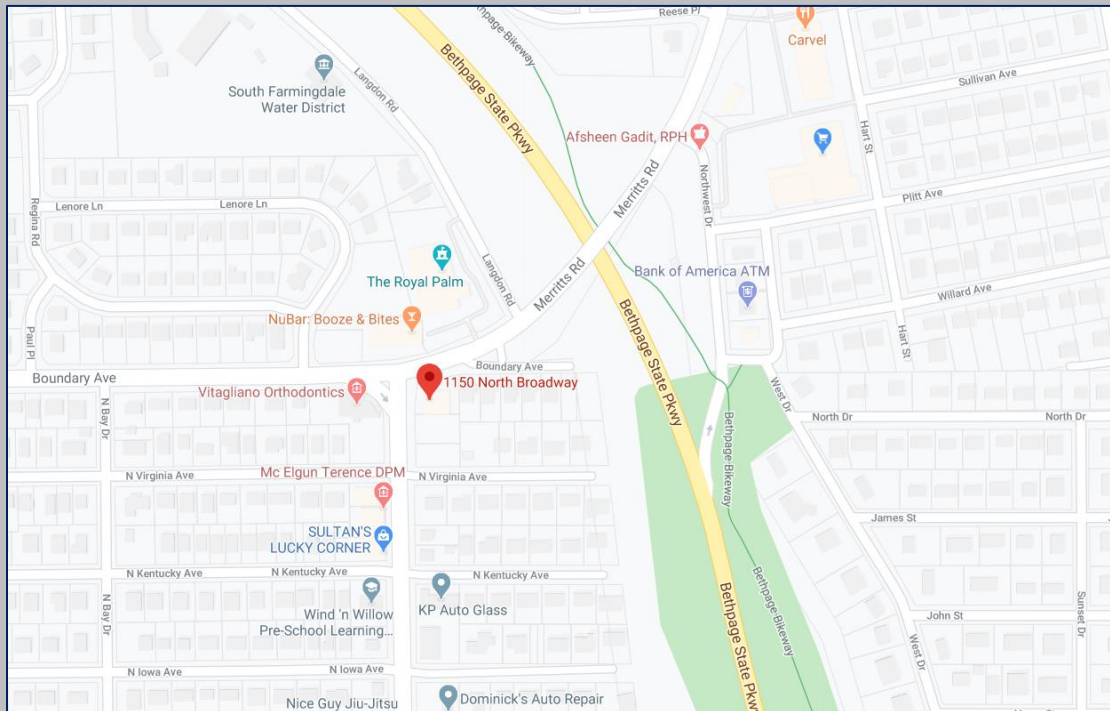 Reese Pl
Carvel
Bethpage Bikeway
Bethpage State Pkwy
South Farmingdale
Water District
Langdon Rd
Sullivan Ave
Hart St
Afsheen Gadit, RPH
Merritts Rd
Northwest Dr
Plitt Ave
Regina Rd
Lenore Ln
Lenore Ln
The Royal Palm
Langdon Rd
Merritts Rd
Bank of America ATM
Willard Ave
NuBar: Booze & Bites
Bethpage State Pkwy
Hart St
Paul Pl
Boundary Ave
Boundary Ave
1150 North Broadway
Vitagliano Orthodontics
West Dr
North Dr
North Dr
N Bay Dr
Bethpage Bikeway
N Virginia Ave
Mc Elgun Terence DPM
N Virginia Ave
James St
SULTAN'S
LUCKY CORNER
N Kentucky Ave
N Kentucky Ave
N Kentucky Ave
Bethpage Bikeway
Bethpage State Pkwy
N Bay Dr
Wind 'n Willow
Pre-School Learning...
KP Auto Glass
John St
Sunset Dr
West Dr
N Iowa Ave
N Iowa Ave
Nice Guy Jiu-Jitsu
Dominick's Auto Repair